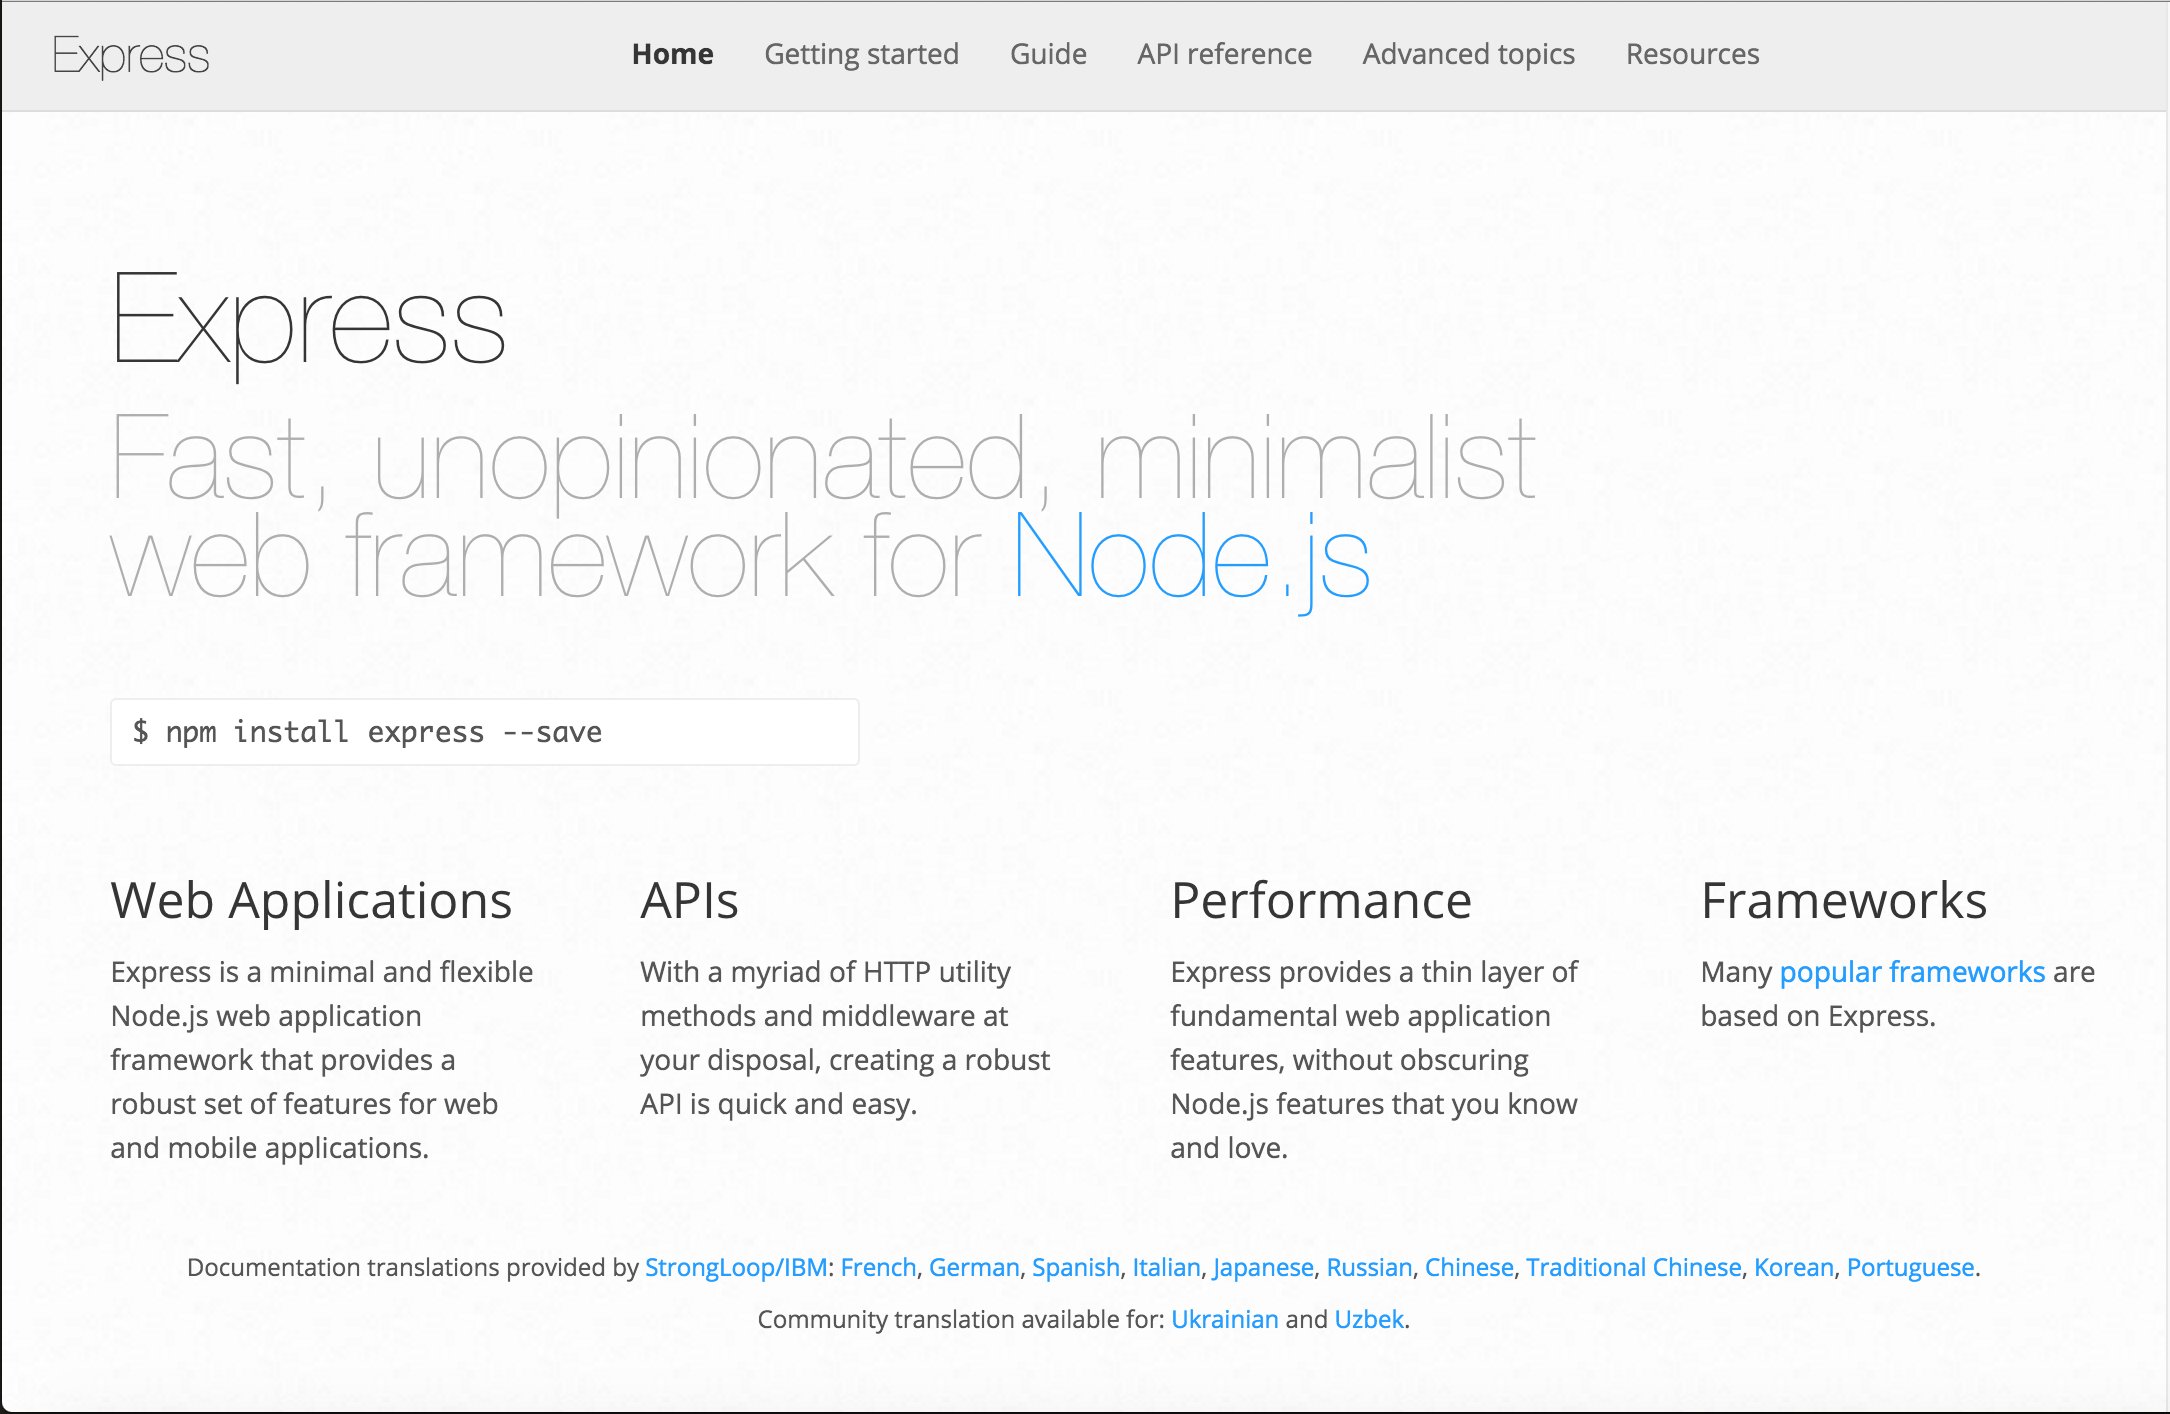 Express
Home Getting started Guide API reference Advanced topics Resources
Express
Fast, unopinionated, minimalist
web framework for Node.js
$ npm install express --save
Web Applications
Express is a minimal and flexible
Node.js web application
framework that provides a
robust set of features for web
and mobile applications.
APIs
With a myriad of HTTP utility
methods and middleware at
your disposal, creating a robust
API is quick and easy.
Performance
Express provides a thin layer of
fundamental web application
features, without obscuring
Node.js features that you know
and love.
Frameworks
Many popular frameworks are
based on Express.
Documentation translations provided by StrongLoop/IBM: French, German, Spanish, Italian, Japanese, Russian, Chinese, Traditional Chinese, Korean, Portuguese.
Community translation available for: Ukrainian and Uzbek.